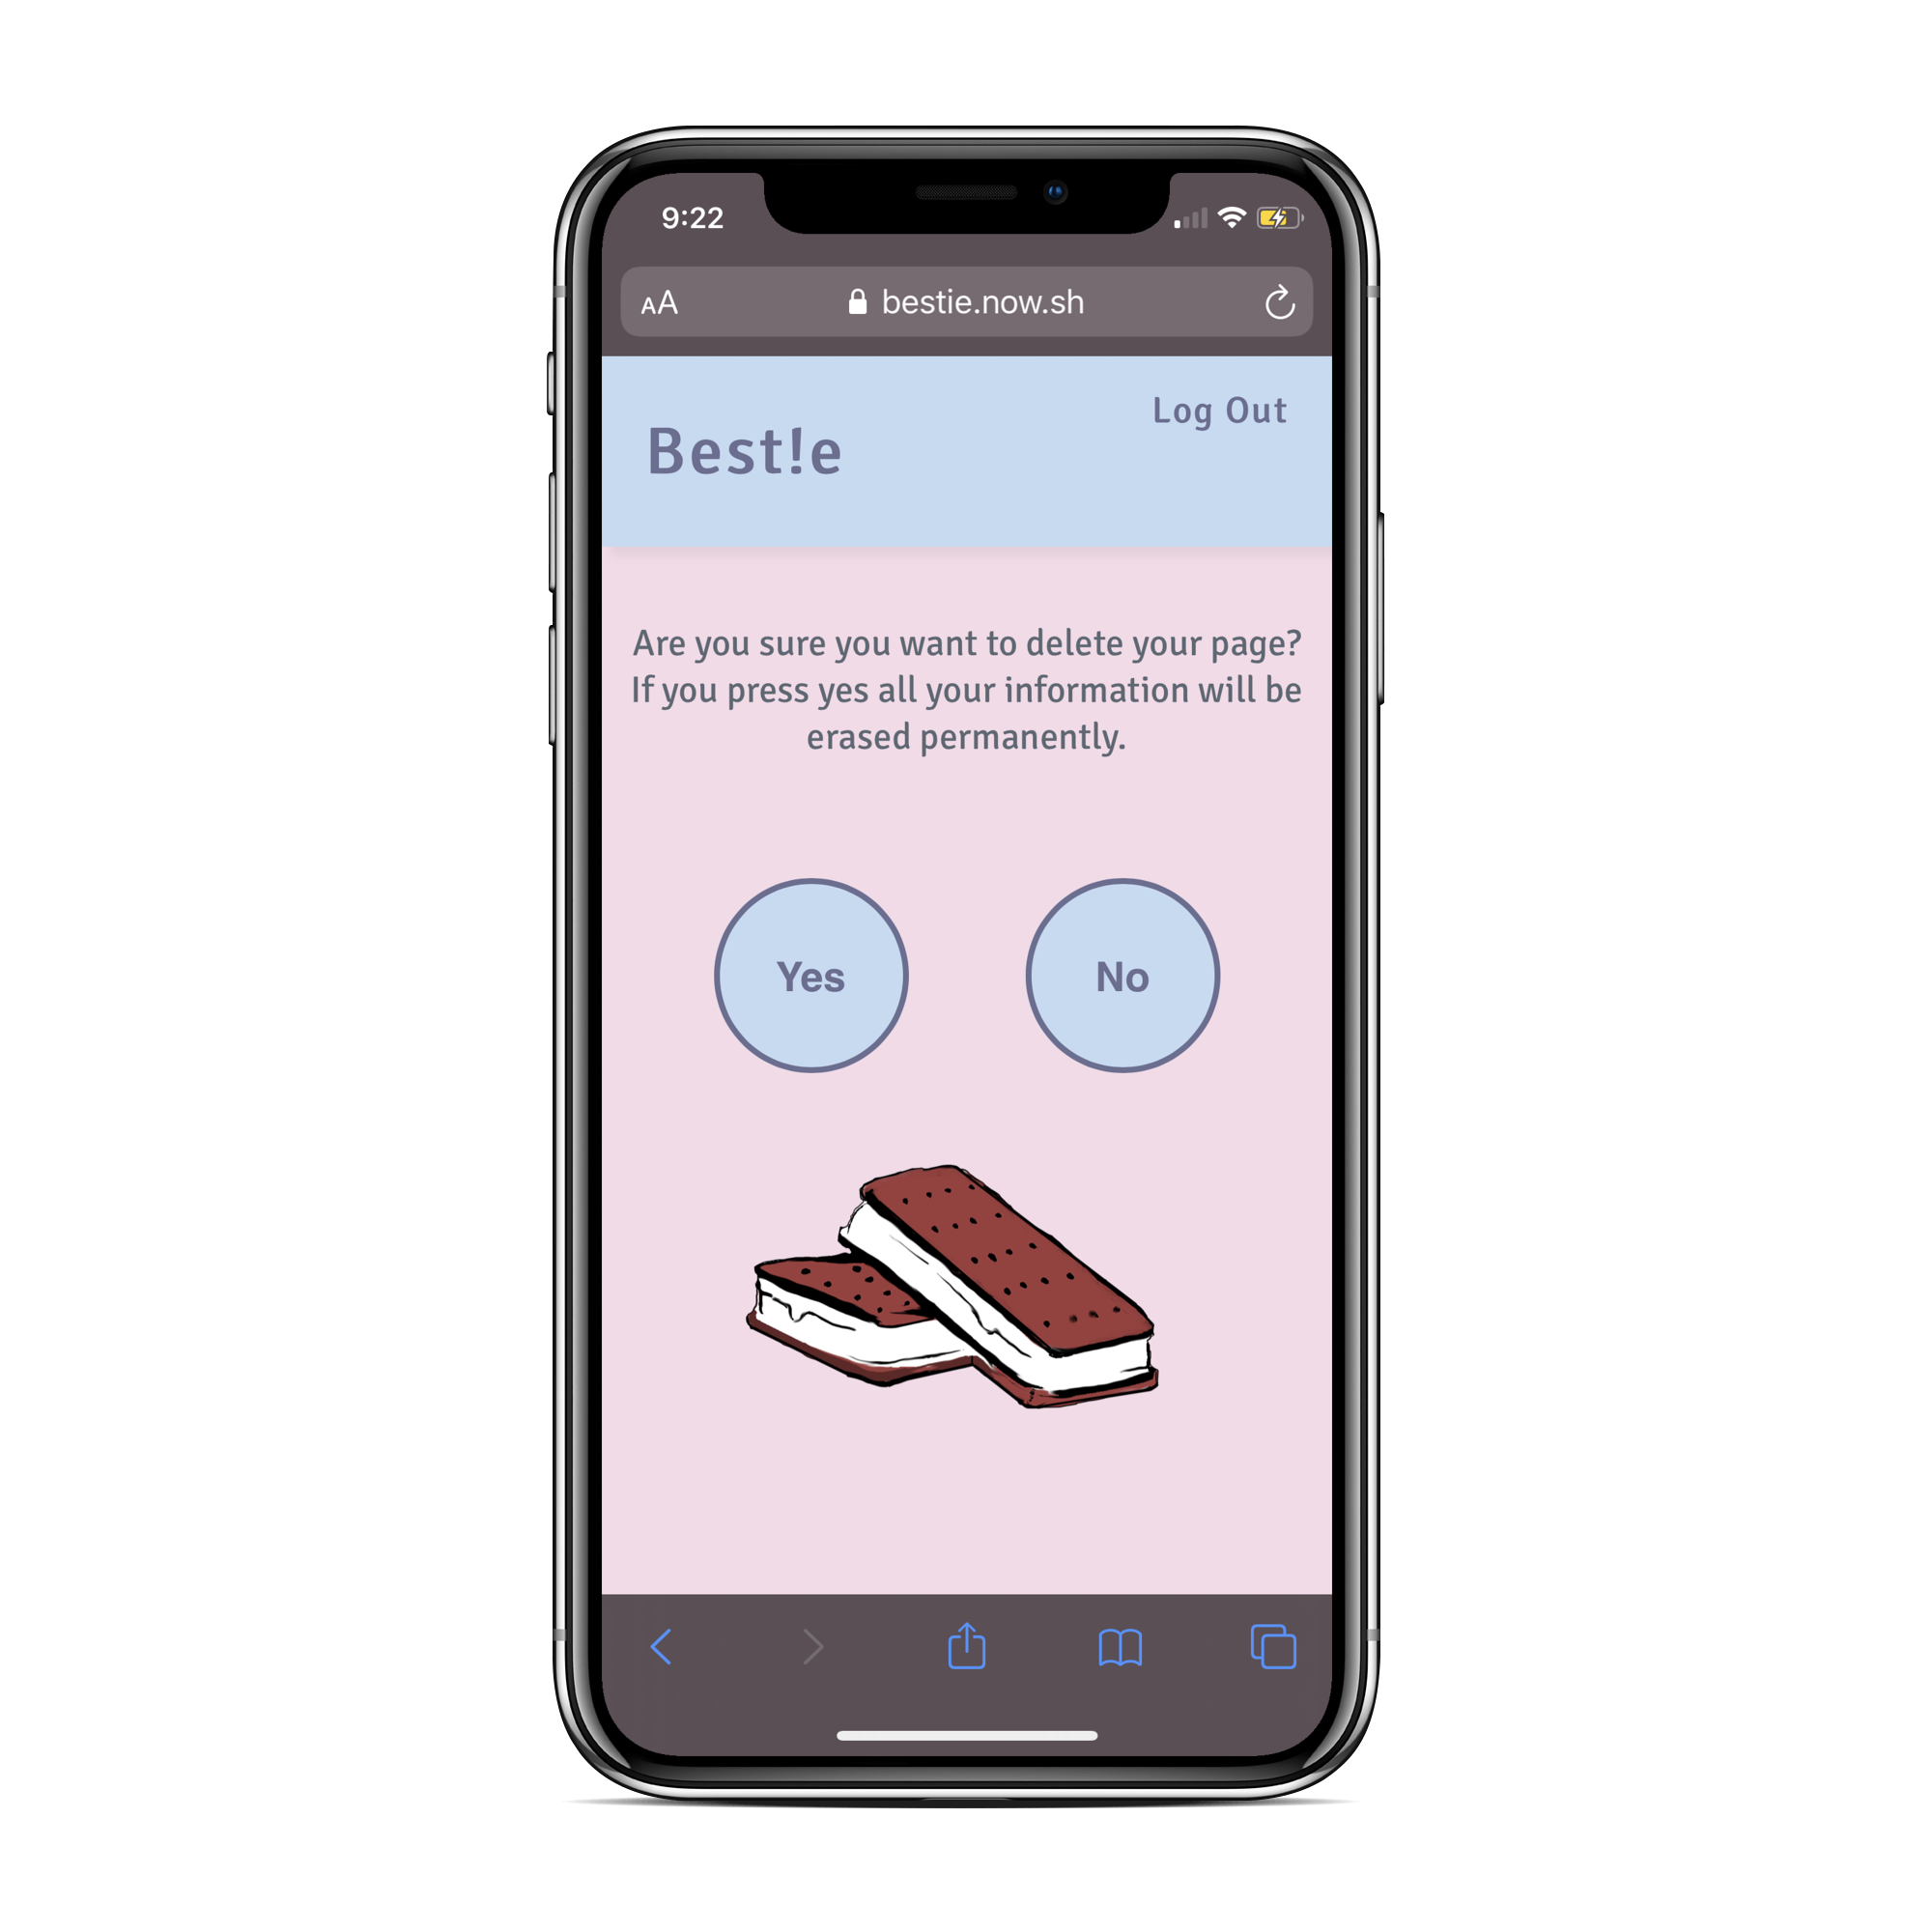 9:22
AA bestie.now.sh
Log Out
Best!e
Are you sure you want to delete your page?
If you press yes all your information will be
erased permanently.
Yes No